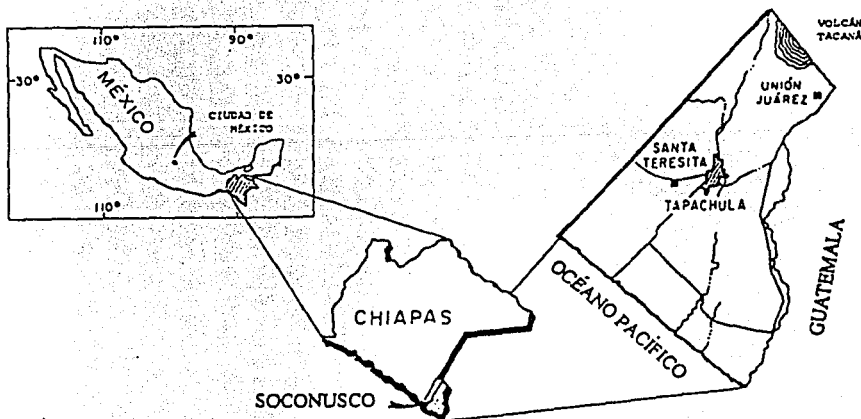 110°
90°
30°
30°
MÉXICO
CIUDAD DE
MÉXICO
110°
VOLCÁN
TACANÁ
UNIÓN
JUÁREZ
SANTA
TERESITA
TAPACHULA
GUATEMALA
OCÉANO PACÍFICO
CHIAPAS
SOCONUSCO